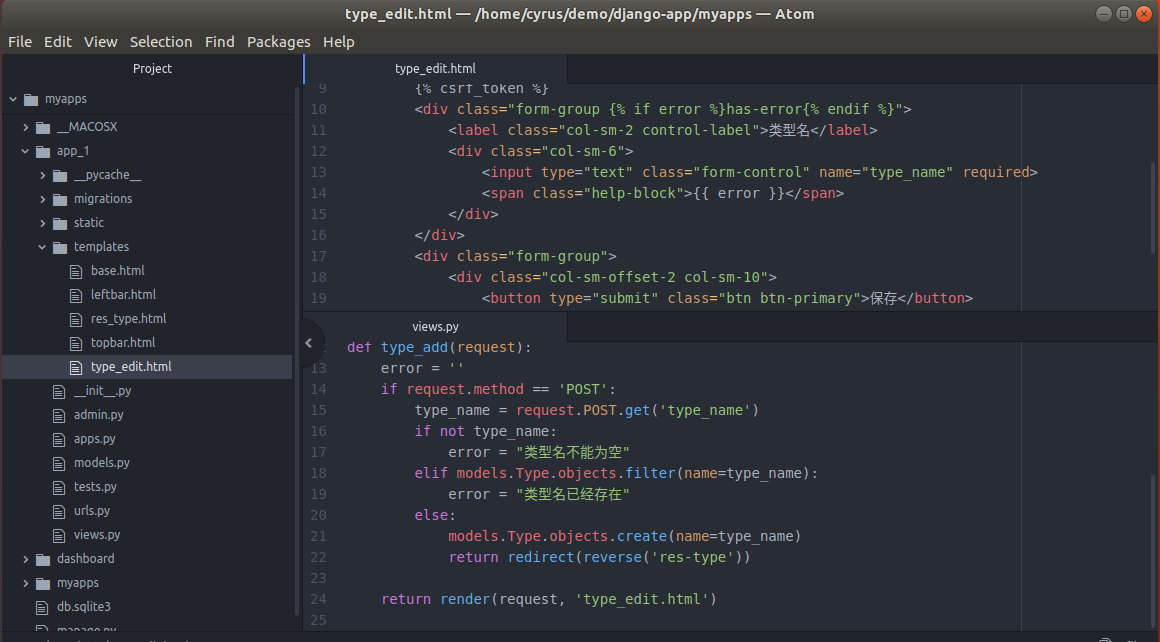 type_edit.html — /home/cyrus/demo/django-app/myapps — Atom
File Edit View Selection Find Packages Help
Project
myapps
__MACOSX
app_1
__pycache__
migrations
static
templates
base.html
leftbar.html
res_type.html
topbar.html
type_edit.html
__init__.py
admin.py
apps.py
models.py
tests.py
urls.py
views.py
dashboard
myapps
db.sqlite3
manage.py
type_edit.html
9 {% csrf_token %}
10 <div class="form-group {% if error %}has-error{% endif %}">
11 <label class="col-sm-2 control-label">类型名</label>
12 <div class="col-sm-6">
13 <input type="text" class="form-control" name="type_name" required>
14 <span class="help-block">{{ error }}</span>
15 </div>
16 </div>
17 <div class="form-group">
18 <div class="col-sm-offset-2 col-sm-10">
19 <button type="submit" class="btn btn-primary">保存</button>
views.py
def type_add(request):
13 error = ''
14 if request.method == 'POST':
15 type_name = request.POST.get('type_name')
16 if not type_name:
17 error = "类型名不能为空"
18 elif models.Type.objects.filter(name=type_name):
19 error = "类型名已经存在"
20 else:
21 models.Type.objects.create(name=type_name)
22 return redirect(reverse('res-type'))
23
24 return render(request, 'type_edit.html')
25